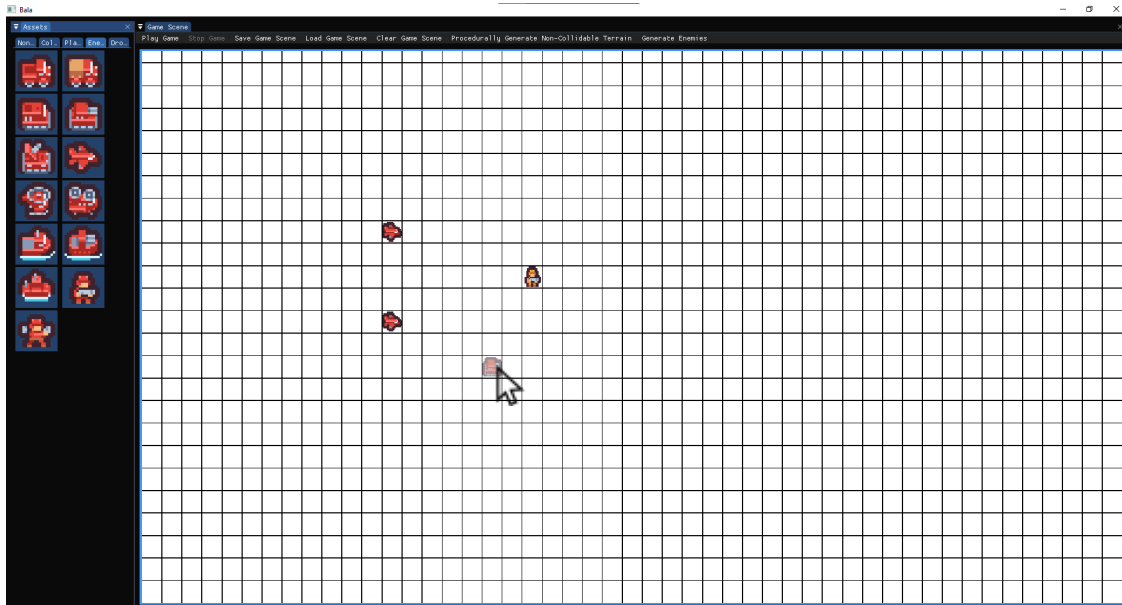 Bala
Assets
Game Scene
Non… Col… Pla… Ene… Dro…
Play Game Stop Game Save Game Scene Load Game Scene Clear Game Scene Procedurally Generate Non-Collidable Terrain Generate Enemies